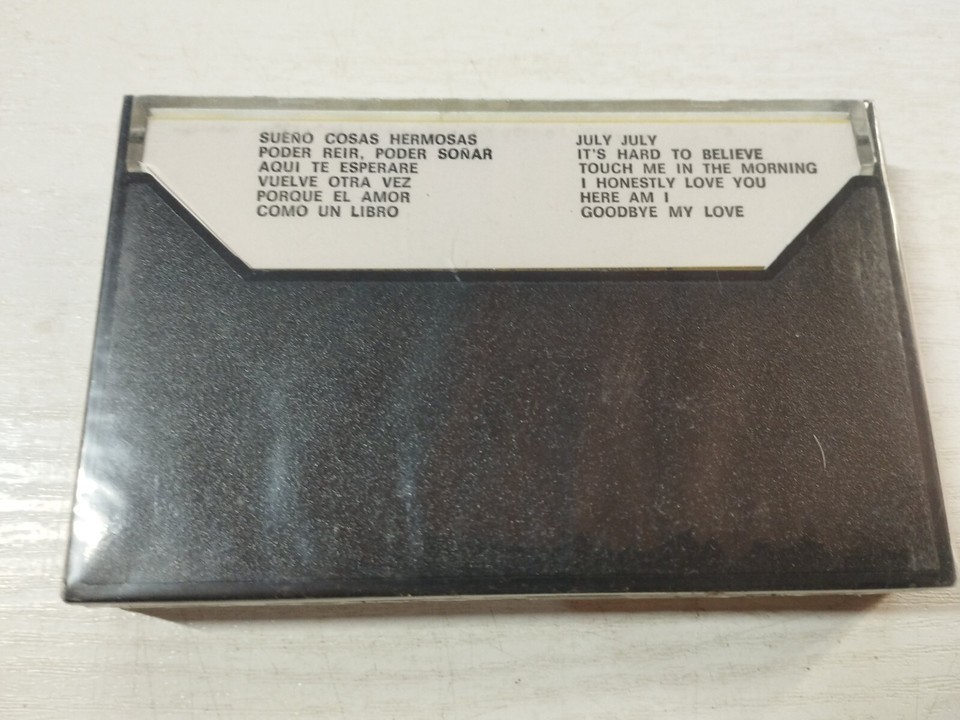 SUEÑO COSAS HERMOSAS
PODER REIR, PODER SOÑAR
AQUI TE ESPERARE
VUELVE OTRA VEZ
PORQUE EL AMOR
COMO UN LIBRO
JULY JULY
IT'S HARD TO BELIEVE
TOUCH ME IN THE MORNING
I HONESTLY LOVE YOU
HERE AM I
GOODBYE MY LOVE